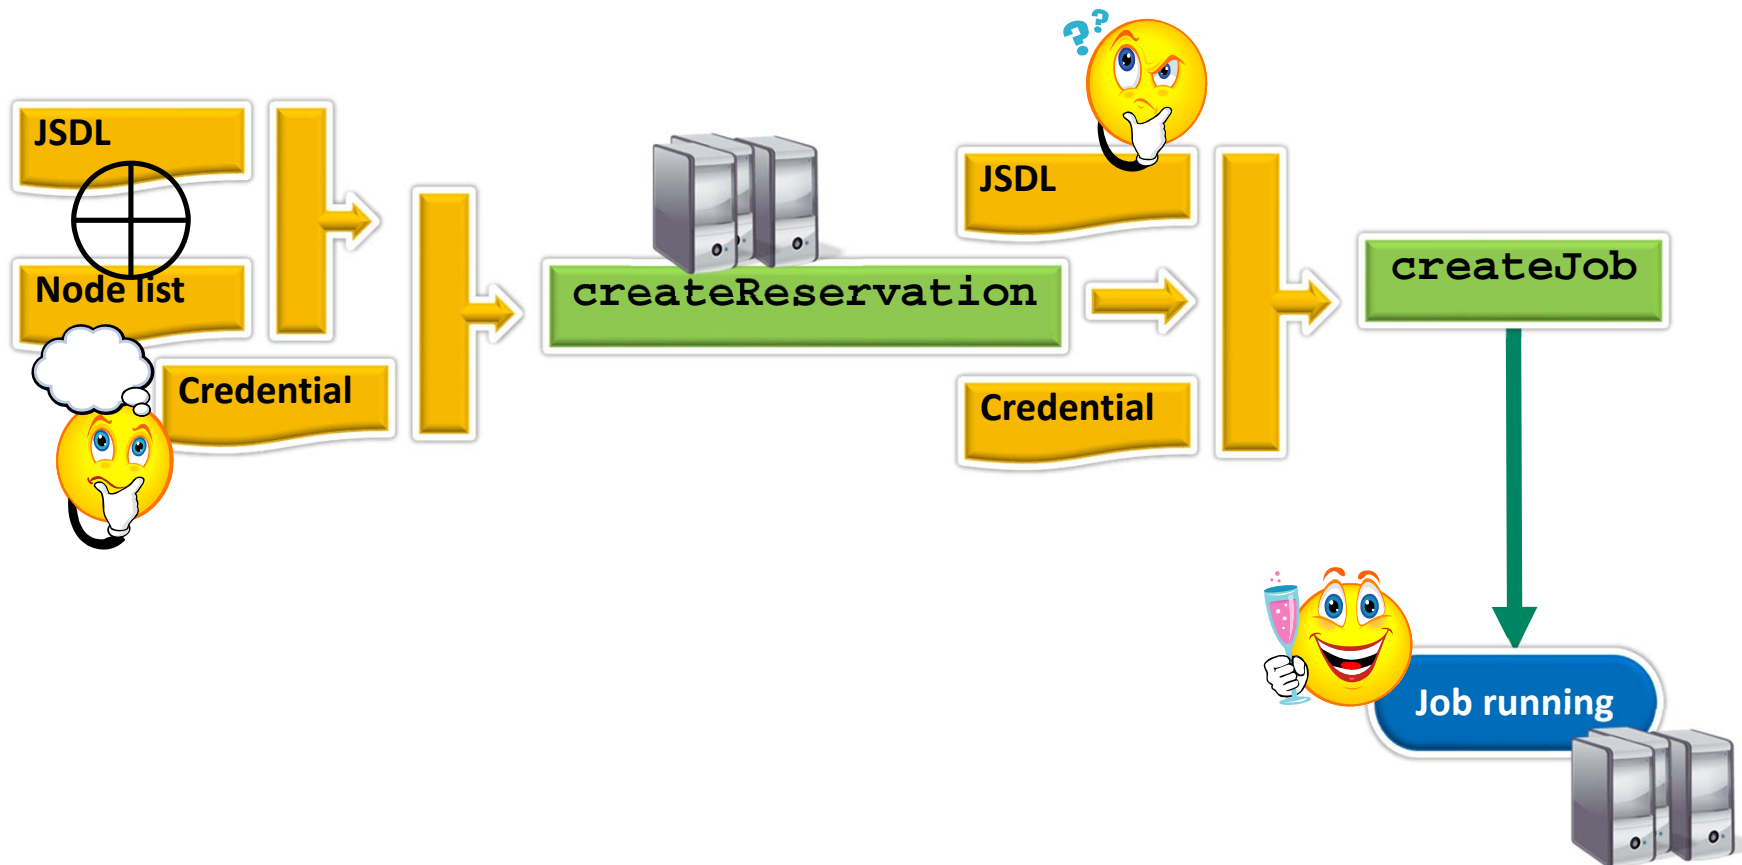 ??
JSDL
JSDL
Node list
createReservation
createJob
Credential
Credential
Job running